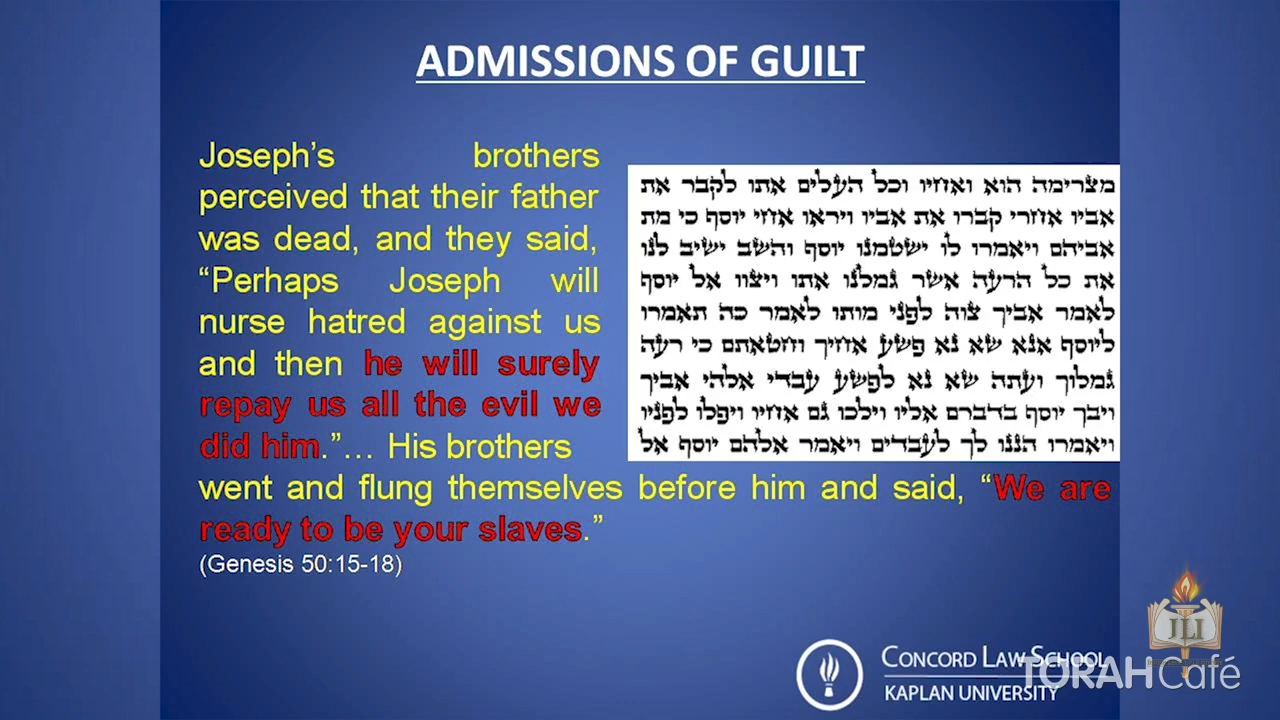 ADMISSIONS OF GUILT
Joseph’s brothers
perceived that their father
was dead, and they said,
“Perhaps Joseph will
nurse hatred against us
and then he will surely
repay us all the evil we
did him.”… His brothers
went and flung themselves before him and said, “We are
ready to be your slaves.”
(Genesis 50:15-18)
מצרימה הוא ואחיו וכל העלים אתו לקבר את
אביו אחרי קברו את אביו ויראו אחי יוסף כי מת
אביהם ויאמרו לו ישטמנו יוסף והשב ישיב לנו
את כל הרעה אשר גמלנו אתו ויצוו אל יוסף
לאמר אביך צוה לפני מותו לאמר כה תאמרו
ליוסף אנא שא נא פשע אחיך וחטאתם כי רעה
גמלוך ועתה שא נא לפשע עבדי אלהי אביך
ויבך יוסף בדברם אליו וילכו גם אחיו ויפלו לפניו
ויאמרו הננו לך לעבדים ויאמר אלהם יוסף אל
JLI
CONCORD LAW SCHOOL
KAPLAN UNIVERSITY
TORAH Café